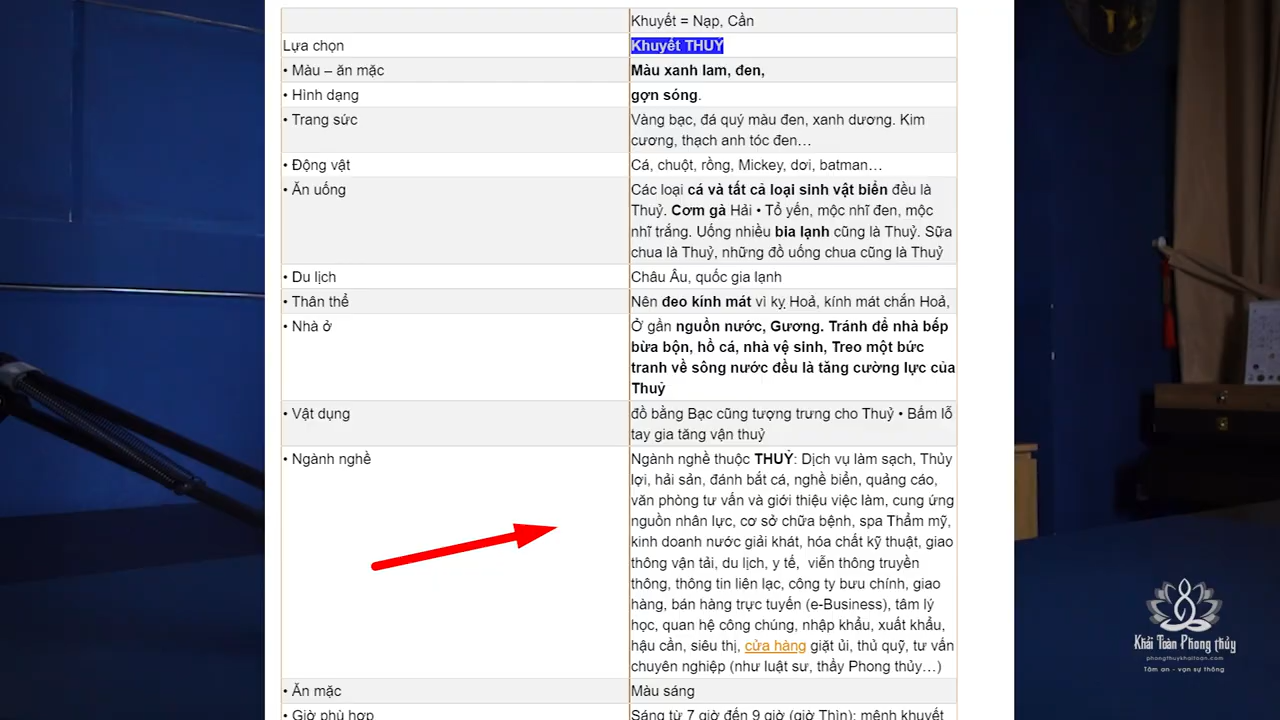 Khuyết = Nạp, Cần
Lựa chọn
Khuyết THUỶ
• Màu – ăn mặc
Màu xanh lam, đen,
• Hình dạng
gợn sóng.
• Trang sức
Vàng bạc, đá quý màu đen, xanh dương. Kim
cương, thạch anh tóc đen…
• Động vật
Cá, chuột, rồng, Mickey, dơi, batman…
• Ăn uống
Các loại cá và tất cả loại sinh vật biển đều là
Thuỷ. Cơm gà Hải • Tổ yến, mộc nhĩ đen, mộc
nhĩ trắng. Uống nhiều bia lạnh cũng là Thuỷ. Sữa
chua là Thuỷ, những đồ uống chua cũng là Thuỷ
• Du lịch
Châu Âu, quốc gia lạnh
• Thân thể
Nên đeo kính mát vì kỵ Hoả, kính mát chắn Hoả,
• Nhà ở
Ở gần nguồn nước, Gương. Tránh để nhà bếp
bừa bộn, hồ cá, nhà vệ sinh, Treo một bức
tranh về sông nước đều là tăng cường lực của
Thuỷ
• Vật dụng
đồ bằng Bạc cũng tượng trưng cho Thuỷ • Bấm lỗ
tay gia tăng vận thuỷ
• Ngành nghề
Ngành nghề thuộc THUỶ: Dịch vụ làm sạch, Thủy
lợi, hải sản, đánh bắt cá, nghề biển, quảng cáo,
văn phòng tư vấn và giới thiệu việc làm, cung ứng
nguồn nhân lực, cơ sở chữa bệnh, spa Thẩm mỹ,
kinh doanh nước giải khát, hóa chất kỹ thuật, giao
thông vận tải, du lịch, y tế, viễn thông truyền
thông, thông tin liên lạc, công ty bưu chính, giao
hàng, bán hàng trực tuyến (e-Business), tâm lý
học, quan hệ công chúng, nhập khẩu, xuất khẩu,
hậu cần, siêu thị, cửa hàng giặt ủi, thủ quỹ, tư vấn
chuyên nghiệp (như luật sư, thầy Phong thủy…)
• Ăn mặc
Màu sáng
• Giờ phù hợp
Sáng từ 7 giờ đến 9 giờ (giờ Thìn): mệnh khuyết
Khải Toàn Phong thủy
phongthuykhaitoan.com
Tâm an - vạn sự thông